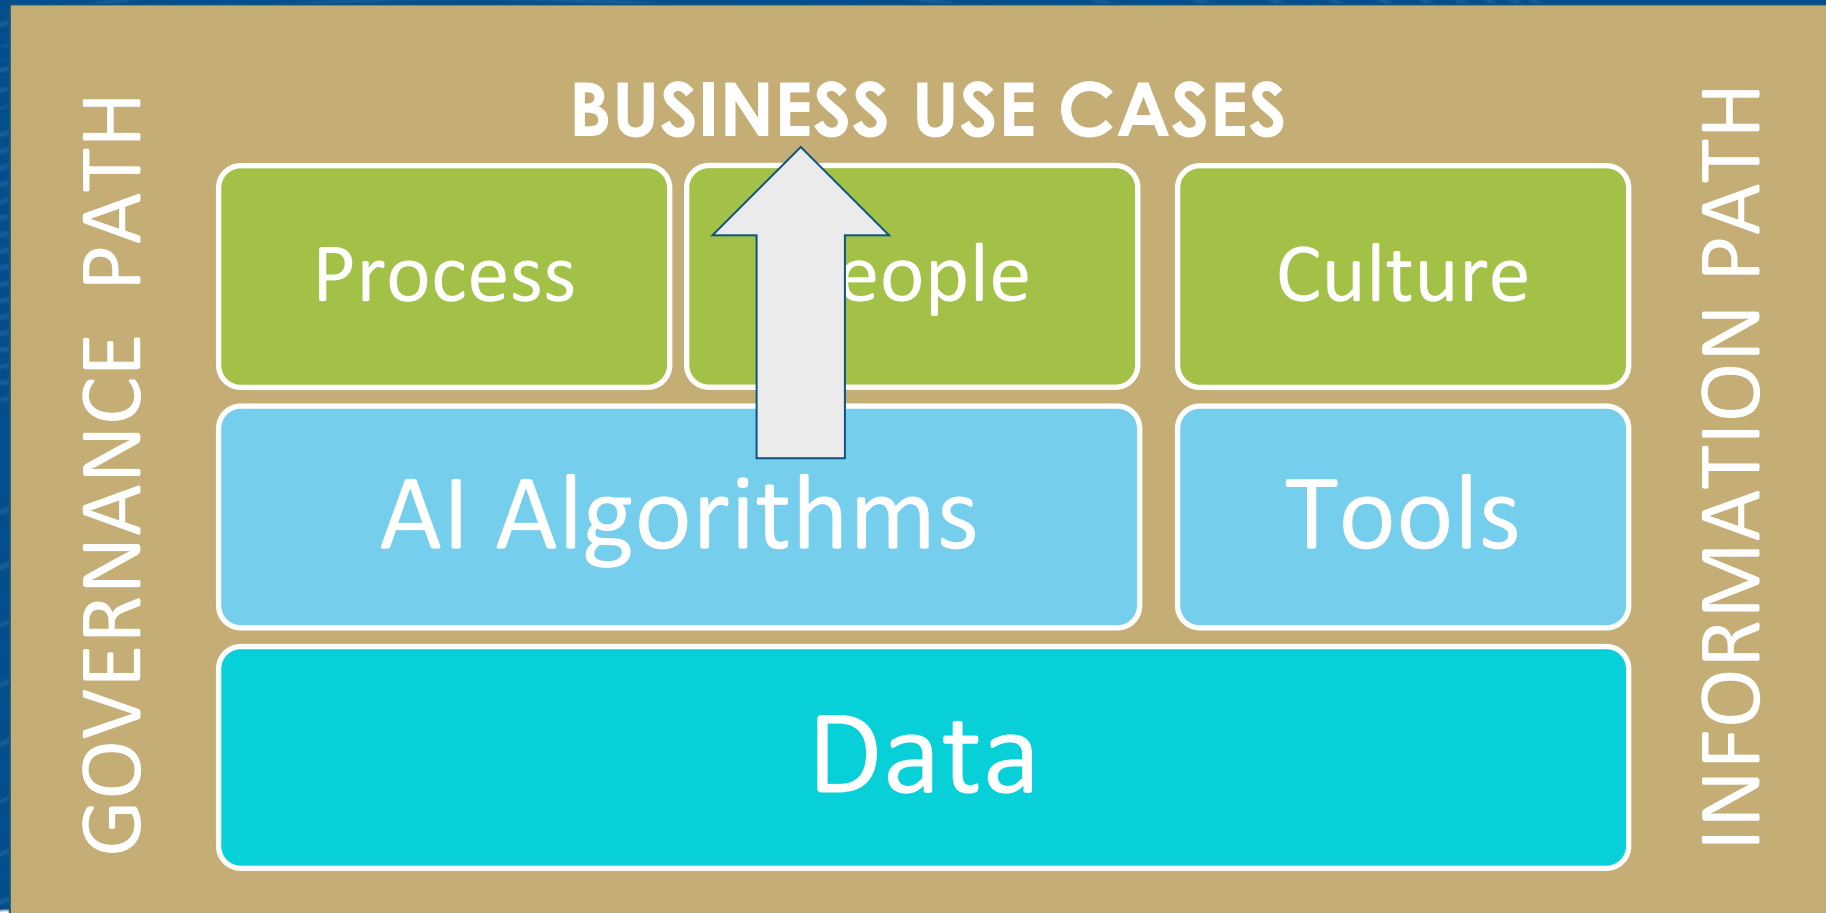 BUSINESS USE CASES
GOVERNANCE PATH
Process
eople
Culture
AI Algorithms
Tools
Data
INFORMATION PATH